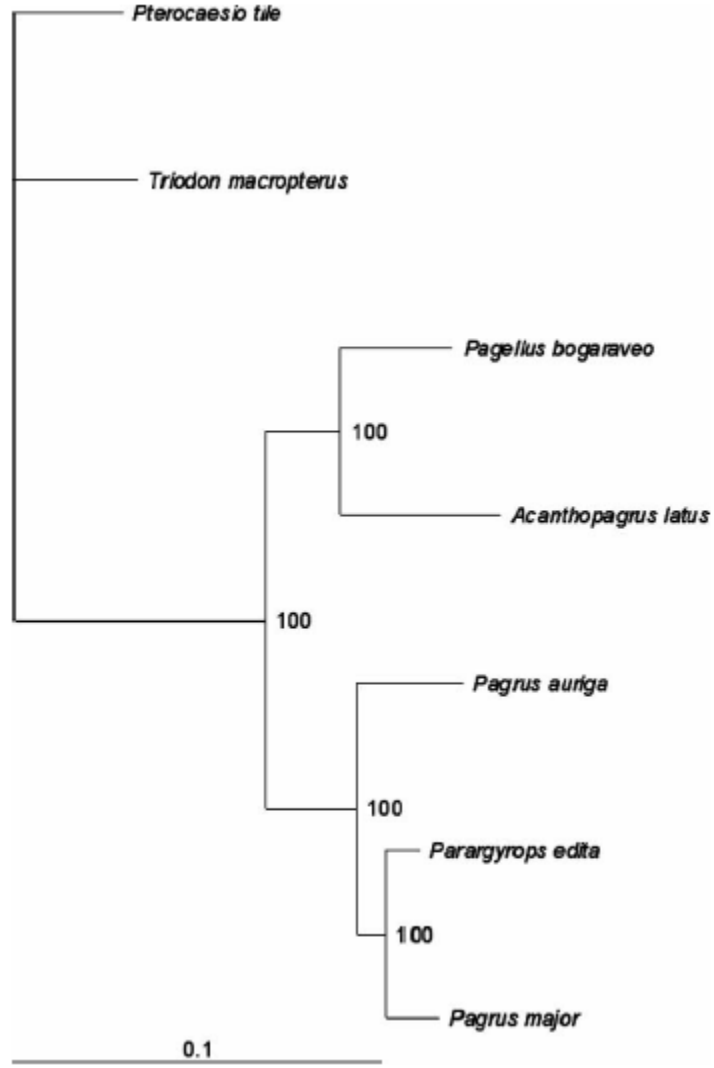 Pterocaesio tile
Triodon macropterus
Pagellus bogaraveo
100
Acanthopagrus latus
100
Pagrus auriga
100
Parargyrops edita
100
Pagrus major
0.1